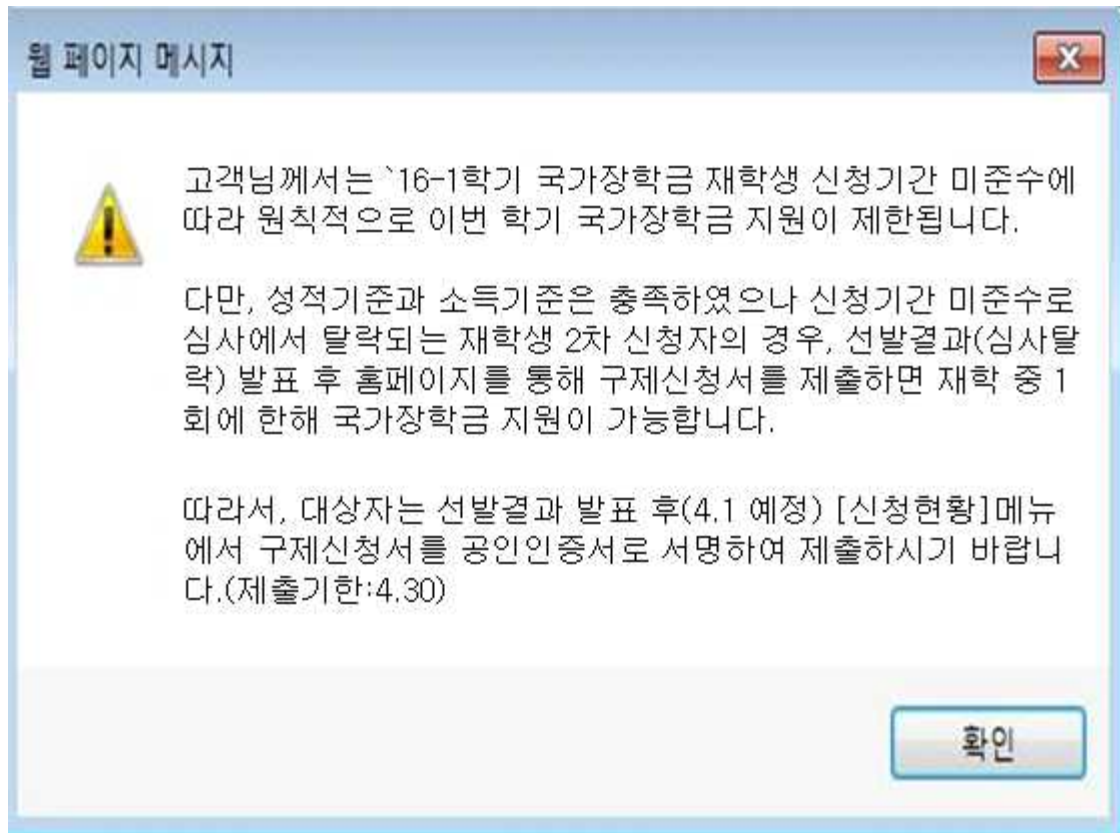 웹 페이지 메시지
고객님께서는 `16-1학기 국가장학금 재학생 신청기간 미준수에
따라 원칙적으로 이번 학기 국가장학금 지원이 제한됩니다.
다만, 성적기준과 소득기준은 충족하였으나 신청기간 미준수로
심사에서 탈락되는 재학생 2차 신청자의 경우, 선발결과(심사탈
락) 발표 후 홈페이지를 통해 구제신청서를 제출하면 재학 중 1
회에 한해 국가장학금 지원이 가능합니다.
따라서, 대상자는 선발결과 발표 후(4.1 예정) [신청현황]메뉴
에서 구제신청서를 공인인증서로 서명하여 제출하시기 바랍니
다.(제출기한:4.30)
확인